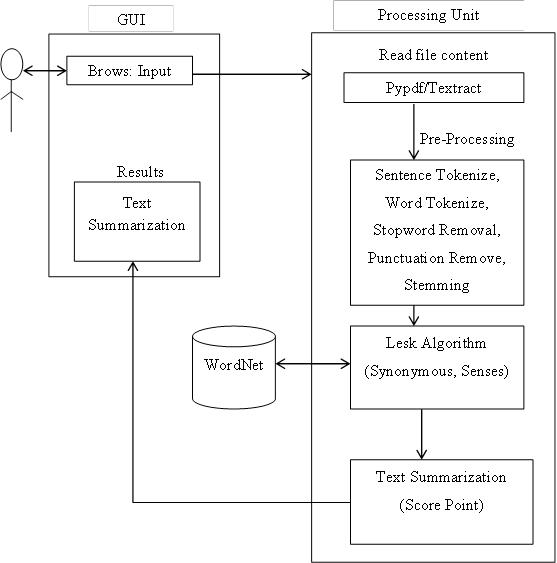 GUI
Brows: Input
Results
Text
Summarization
Processing Unit
Read file content
Pypdf/Textract
Pre-Processing
Sentence Tokenize,
Word Tokenize,
Stopword Removal,
Punctuation Remove,
Stemming
WordNet
Lesk Algorithm
(Synonymous, Senses)
Text Summarization
(Score Point)